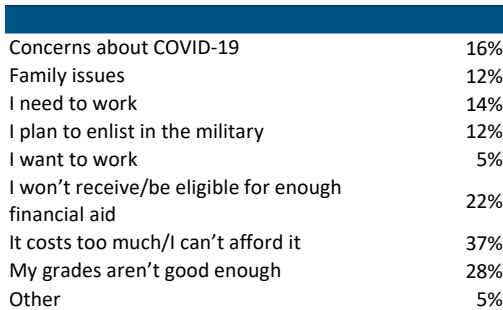 Concerns about COVID-19 16%
Family issues 12%
I need to work 14%
I plan to enlist in the military 12%
I want to work 5%
I won’t receive/be eligible for enough
financial aid 22%
It costs too much/I can’t afford it 37%
My grades aren’t good enough 28%
Other 5%